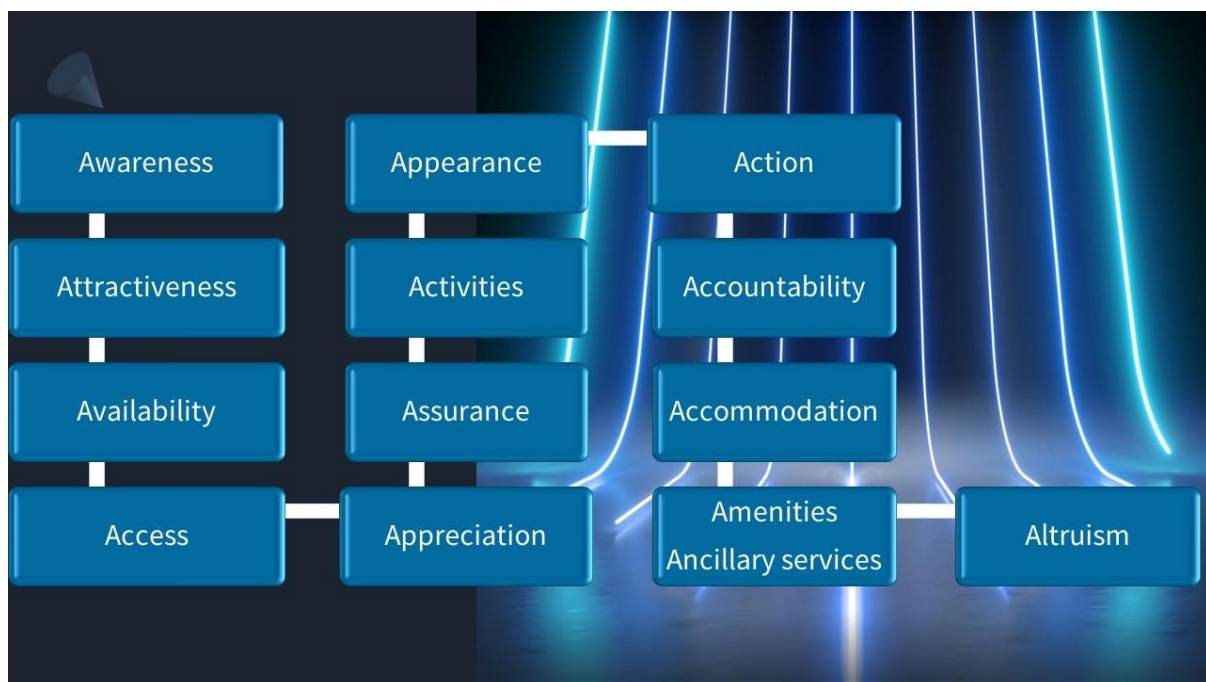 Awareness
Attractiveness
Availability
Access
Appreciation
Assurance
Activities
Appearance
Action
Accountability
Accommodation
Amenities
Ancillary services
Altruism